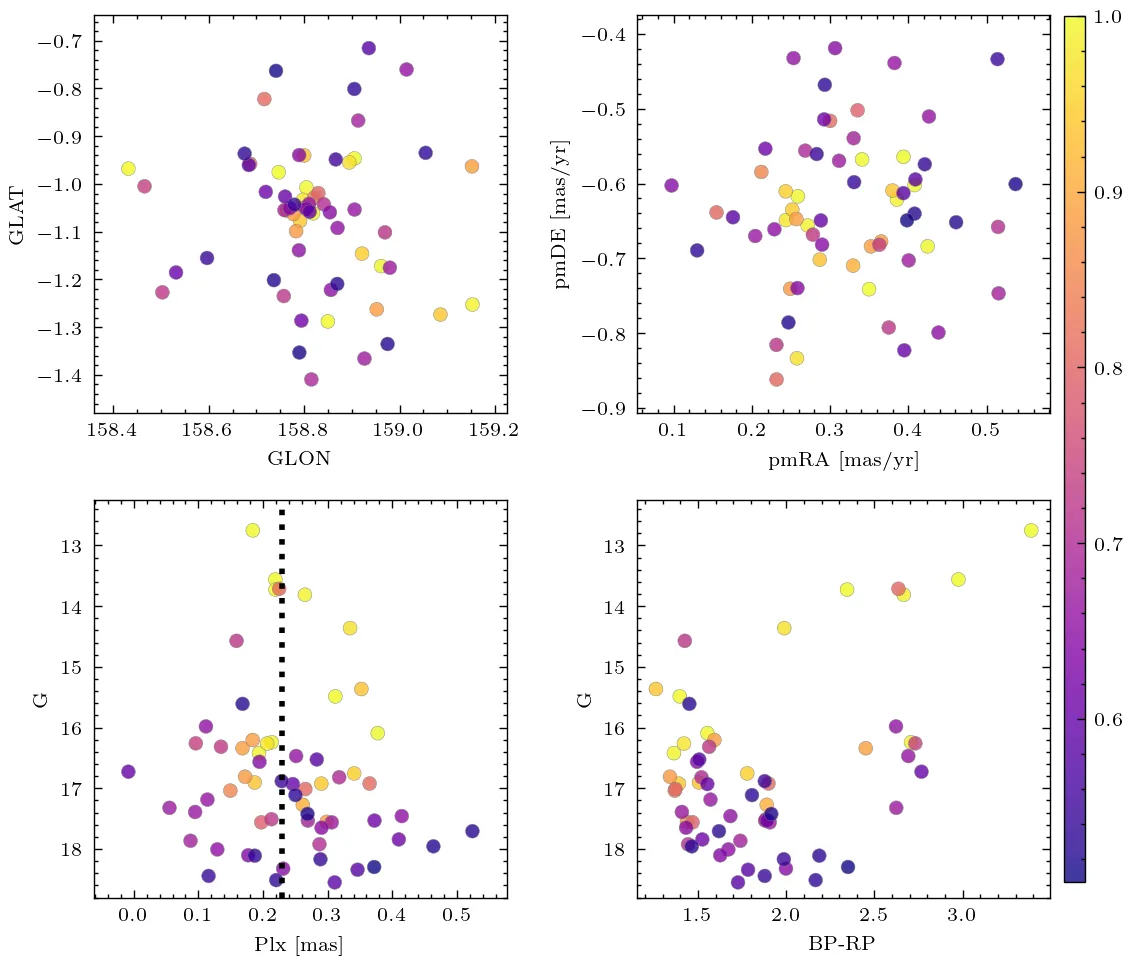 −0.7
−0.8
−0.9
−1.0
−1.1
−1.2
−1.3
−1.4
GLAT
158.4 158.6 158.8 159.0 159.2
GLON
−0.4
−0.5
−0.6
−0.7
−0.8
−0.9
pmDE [mas/yr]
0.1 0.2 0.3 0.4 0.5
pmRA [mas/yr]
13
14
15
16
17
18
G
0.0 0.1 0.2 0.3 0.4 0.5
Plx [mas]
13
14
15
16
17
18
G
1.5 2.0 2.5 3.0
BP-RP
1.0
0.9
0.8
0.7
0.6